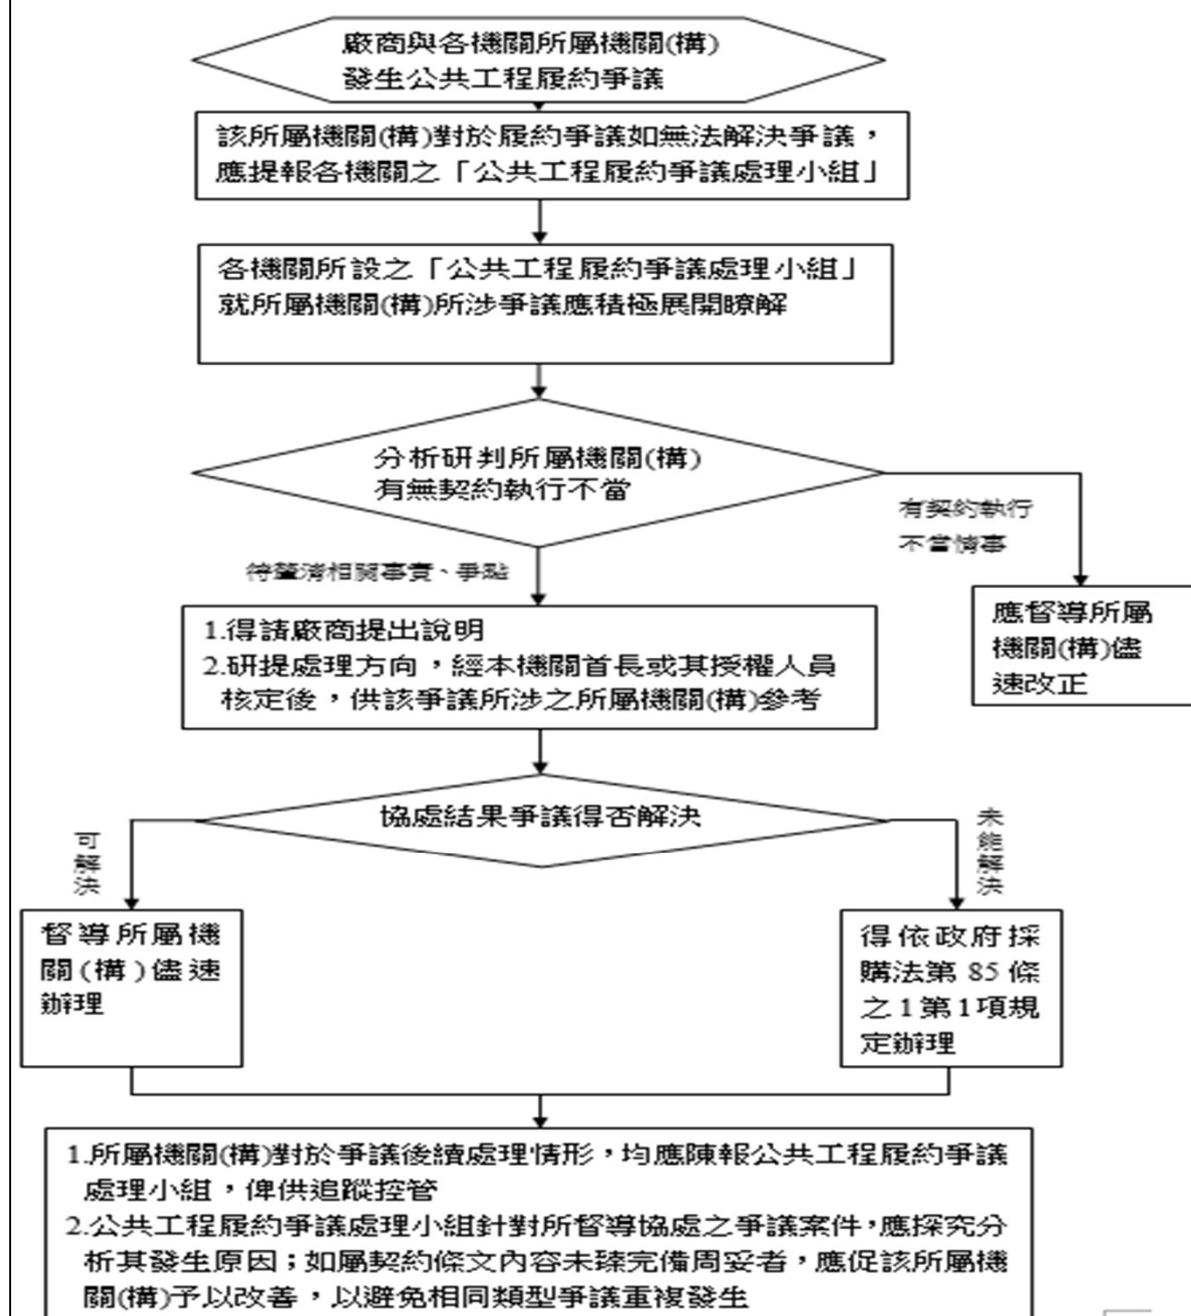 廠商與各機關所屬機關(構)
發生公共工程履約爭議
該所屬機關(構)對於履約爭議如無法解決爭議，
應提報各機關之「公共工程履約爭議處理小組」
各機關所設之「公共工程履約爭議處理小組」
就所屬機關(構)所涉爭議應積極展開瞭解
分析研判所屬機關(構)
有無契約執行不當
有契約執行
不當情事
待釐清相關事實、爭點
1.得請廠商提出說明
2.研提處理方向，經本機關首長或其授權人員
核定後，供該爭議所涉之所屬機關(構)參考
應督導所屬
機關(構)儘
速改正
協處結果爭議得否解決
可
解
決
未
能
解
決
督導所屬機
關(構)儘速
辦理
得依政府採
購法第 85 條
之1第1項規
定辦理
1.所屬機關(構)對於爭議後續處理情形，均應陳報公共工程履約爭議
處理小組，俾供追蹤控管
2.公共工程履約爭議處理小組針對所督導協處之爭議案件，應探究分
析其發生原因；如屬契約條文內容未臻完備周妥者，應促該所屬機
關(構)予以改善，以避免相同類型爭議重複發生